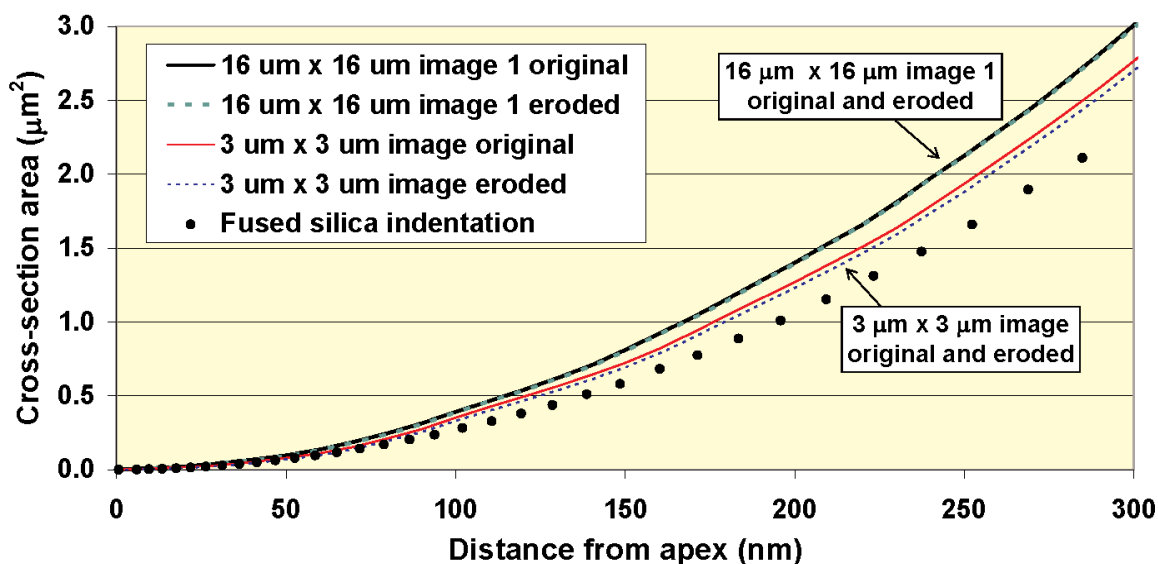 3.0
2.5
2.0
1.5
1.0
0.5
0.0
Cross-section area (μm²)
16 um x 16 um image 1 original
16 um x 16 um image 1 eroded
3 um x 3 um image original
3 um x 3 um image eroded
Fused silica indentation
16 μm x 16 μm image 1
original and eroded
3 μm x 3 μm image
original and eroded
0 50 100 150 200 250 300
Distance from apex (nm)